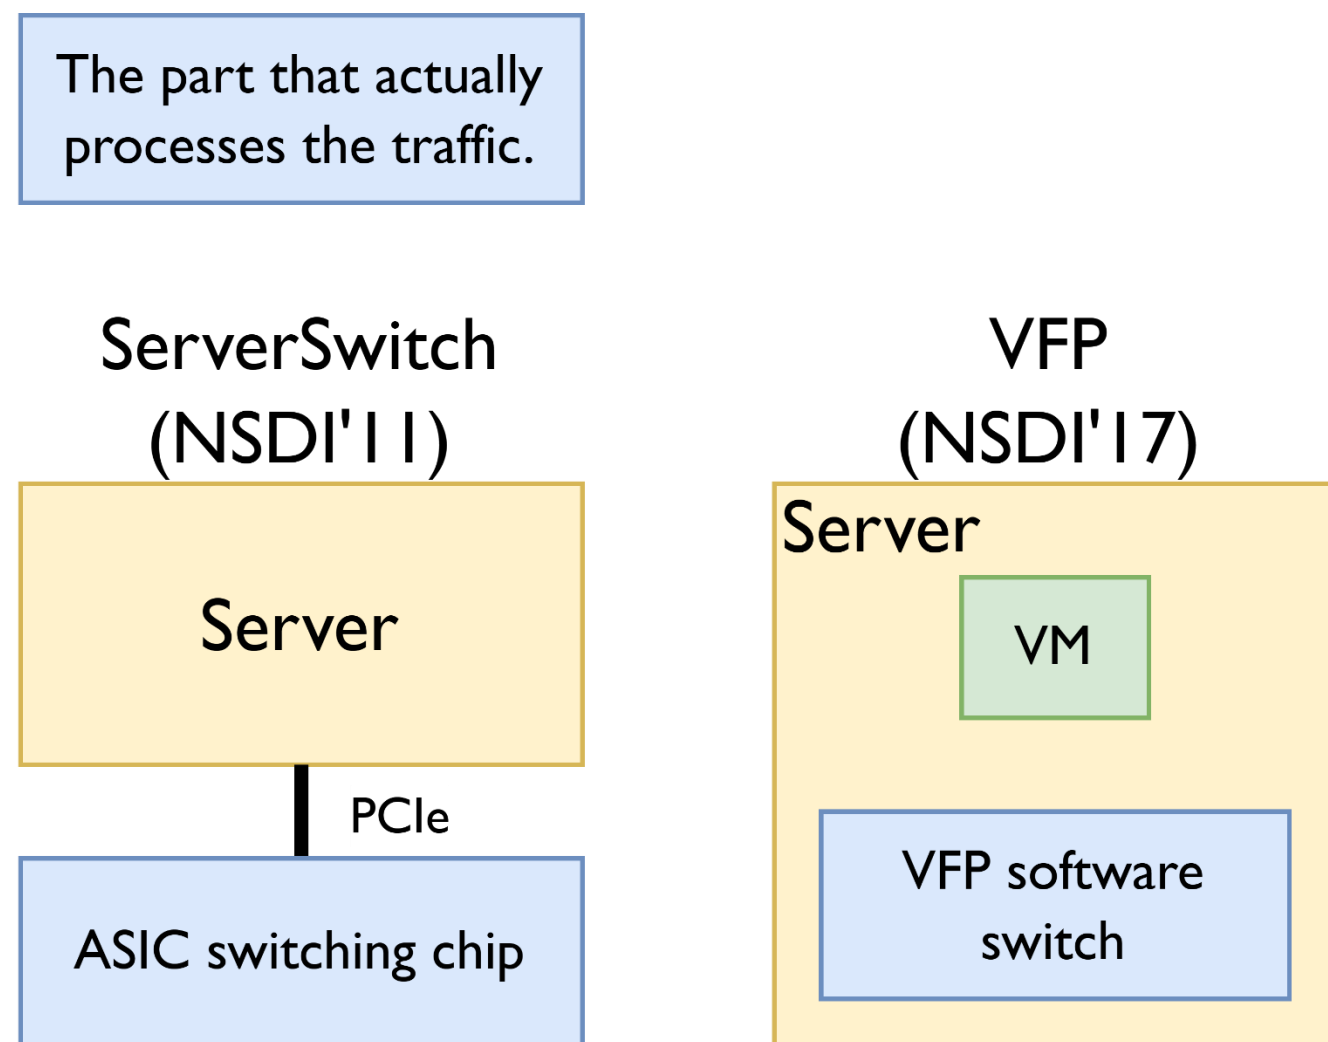 The part that actually
processes the traffic.
ServerSwitch
(NSDI'11)
VFP
(NSDI'17)
Server
PCIe
ASIC switching chip
Server
VM
VFP software
switch